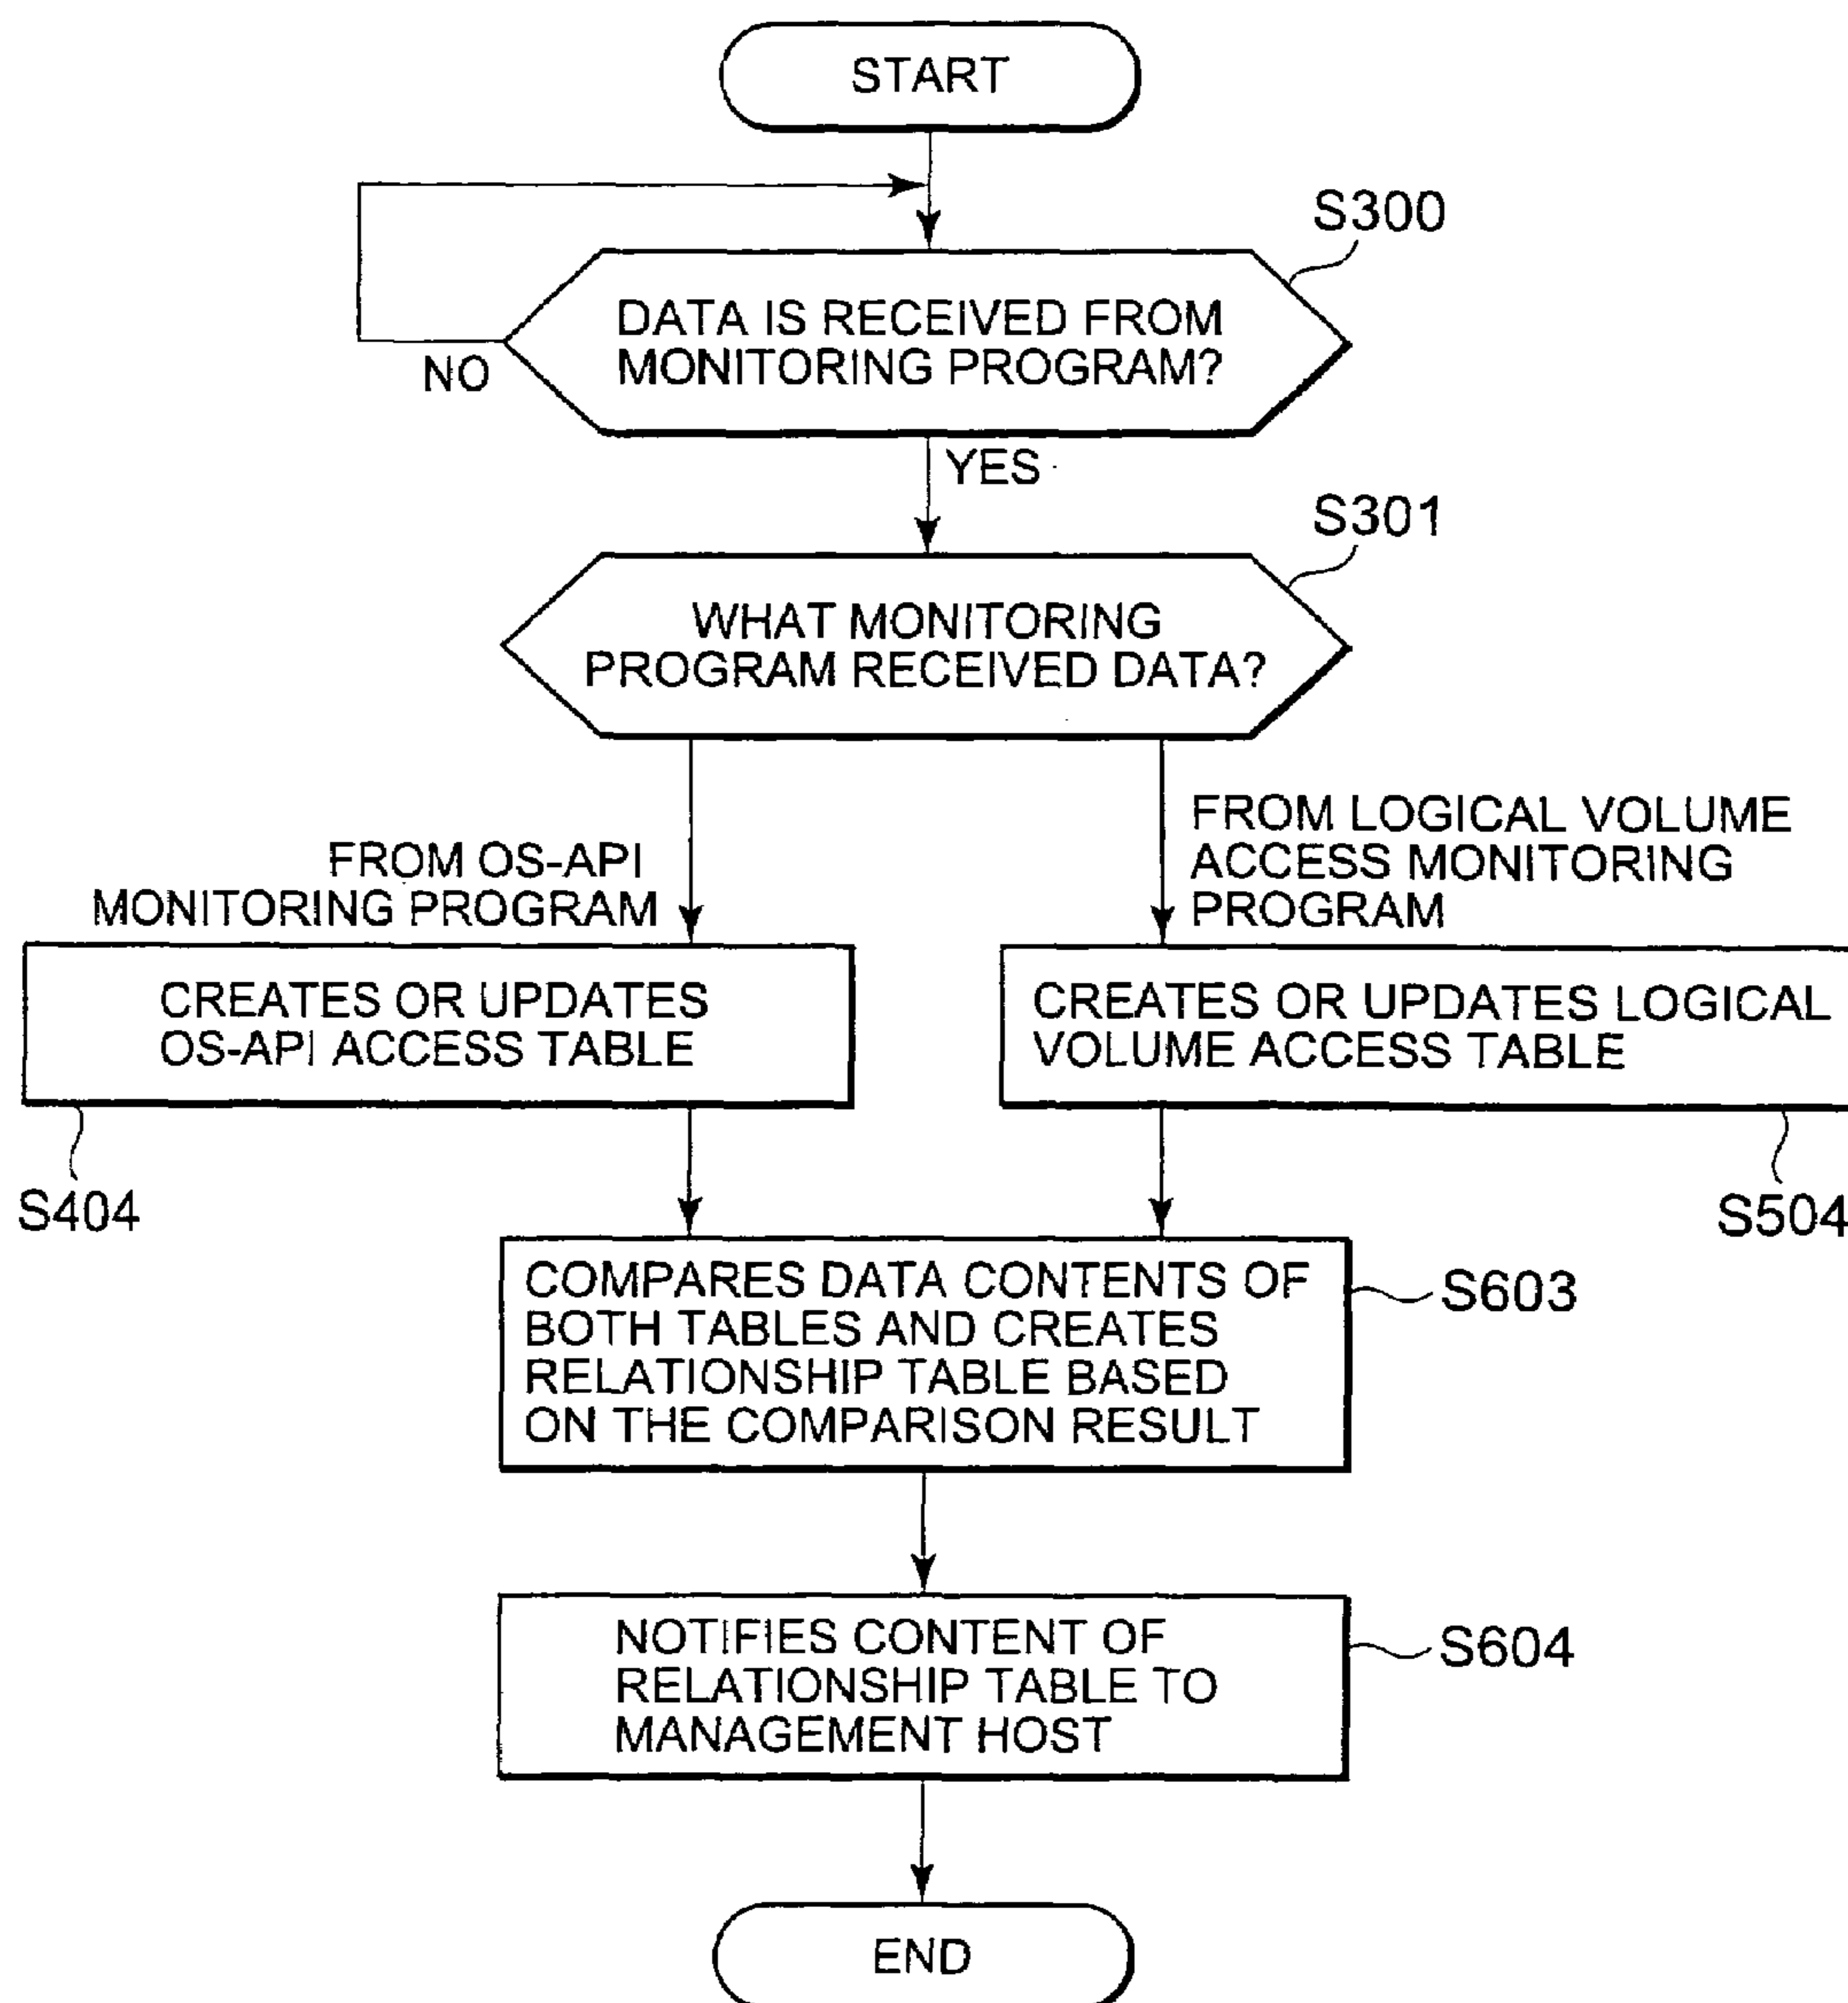 START
S300
DATA IS RECEIVED FROM
MONITORING PROGRAM?
NO
YES
S301
WHAT MONITORING
PROGRAM RECEIVED DATA?
FROM OS-API
MONITORING PROGRAM
FROM LOGICAL VOLUME
ACCESS MONITORING
PROGRAM
CREATES OR UPDATES
OS-API ACCESS TABLE
CREATES OR UPDATES LOGICAL
VOLUME ACCESS TABLE
S404
S504
COMPARES DATA CONTENTS OF
BOTH TABLES AND CREATES
RELATIONSHIP TABLE BASED
ON THE COMPARISON RESULT
S603
NOTIFIES CONTENT OF
RELATIONSHIP TABLE TO
MANAGEMENT HOST
S604
END